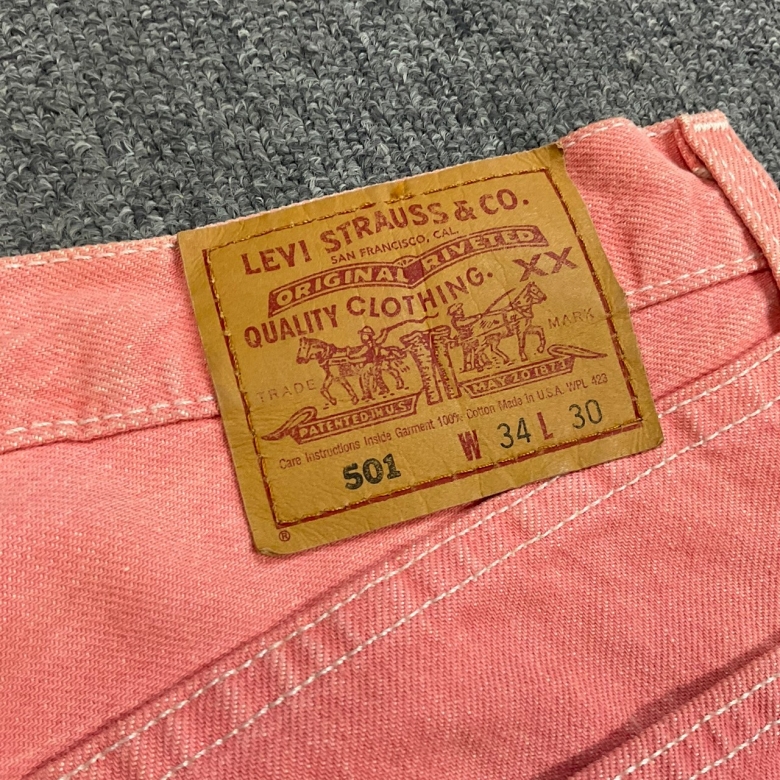 LEVI STRAUSS & CO.
SAN FRANCISCO, CAL.
ORIGINAL RIVETED
QUALITY CLOTHING. XX
TRADE MARK
PATENTED IN U.S. MAY 20 1873
Care Instructions Inside Garment 100% Cotton Made in U.S.A. WPL 423
501 W 34 L 30
®